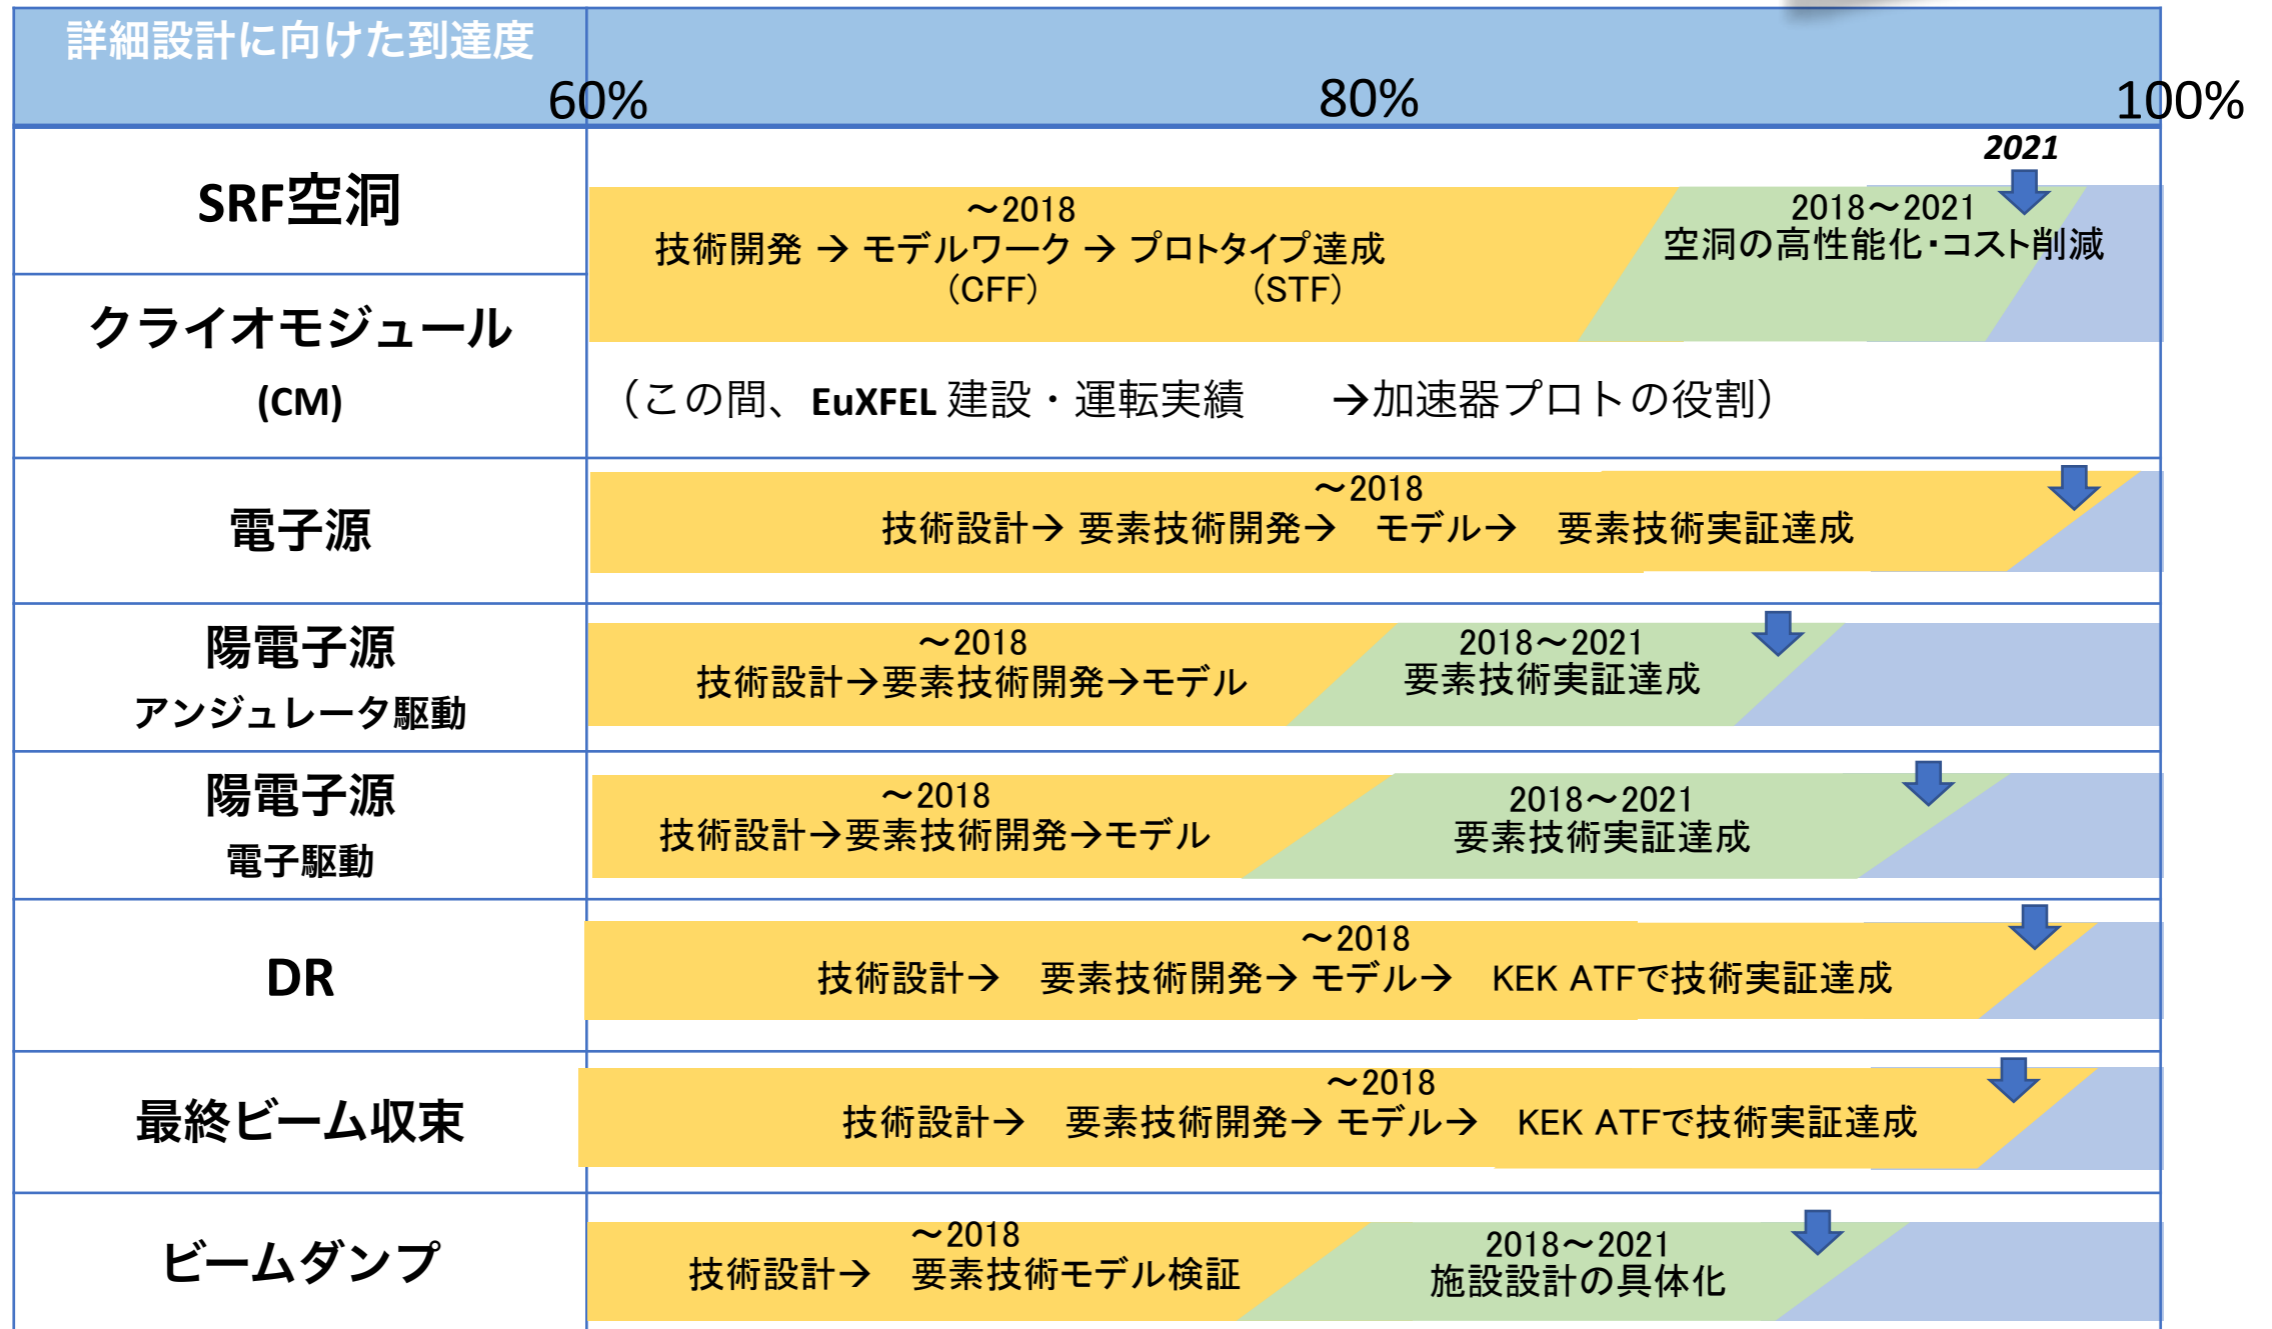 詳細設計に向けた到達度
60%
80%
100%
2021
SRF空洞
～2018
技術開発 → モデルワーク → プロトタイプ達成
(CFF)
(STF)
2018～2021
空洞の高性能化・コスト削減
クライオモジュール
(CM)
（この間、EuXFEL 建設・運転実績 →加速器プロトの役割）
電子源
～2018
技術設計→ 要素技術開発→ モデル→ 要素技術実証達成
陽電子源
アンジュレータ駆動
～2018
技術設計→要素技術開発→モデル
2018～2021
要素技術実証達成
陽電子源
電子駆動
～2018
技術設計→要素技術開発→モデル
2018～2021
要素技術実証達成
DR
～2018
技術設計→ 要素技術開発→ モデル→ KEK ATFで技術実証達成
最終ビーム収束
～2018
技術設計→ 要素技術開発→ モデル→ KEK ATFで技術実証達成
ビームダンプ
～2018
技術設計→ 要素技術モデル検証
2018～2021
施設設計の具体化